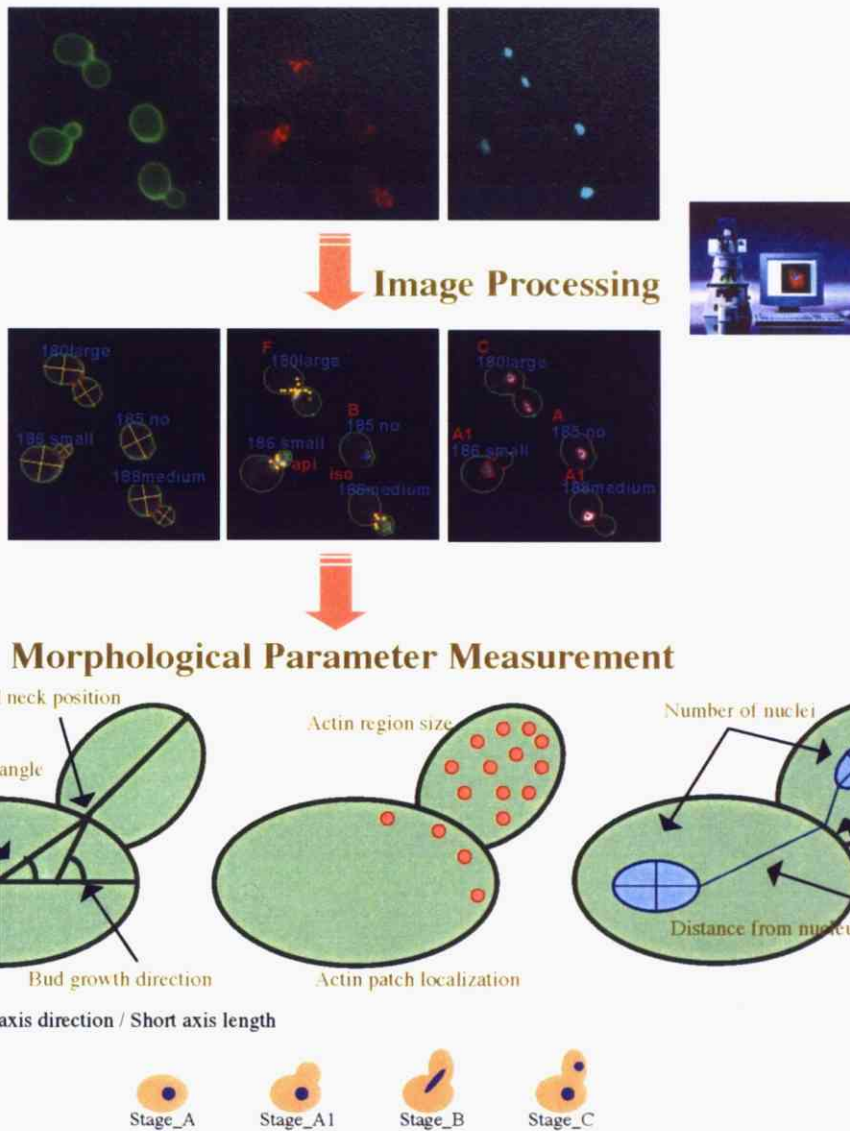 Image Processing
180large
186 small
185 no
188medium
F
180large
B
185 no
186 small
api
iso
188medium
C
180large
A
A1
185 no
186 small
A1
188medium
Morphological Parameter Measurement
neck position
angle
Bud growth direction
Actin region size
Actin patch localization
Number of nuclei
Distance from nucleu
axis direction / Short axis length
Stage_A
Stage_A1
Stage_B
Stage_C